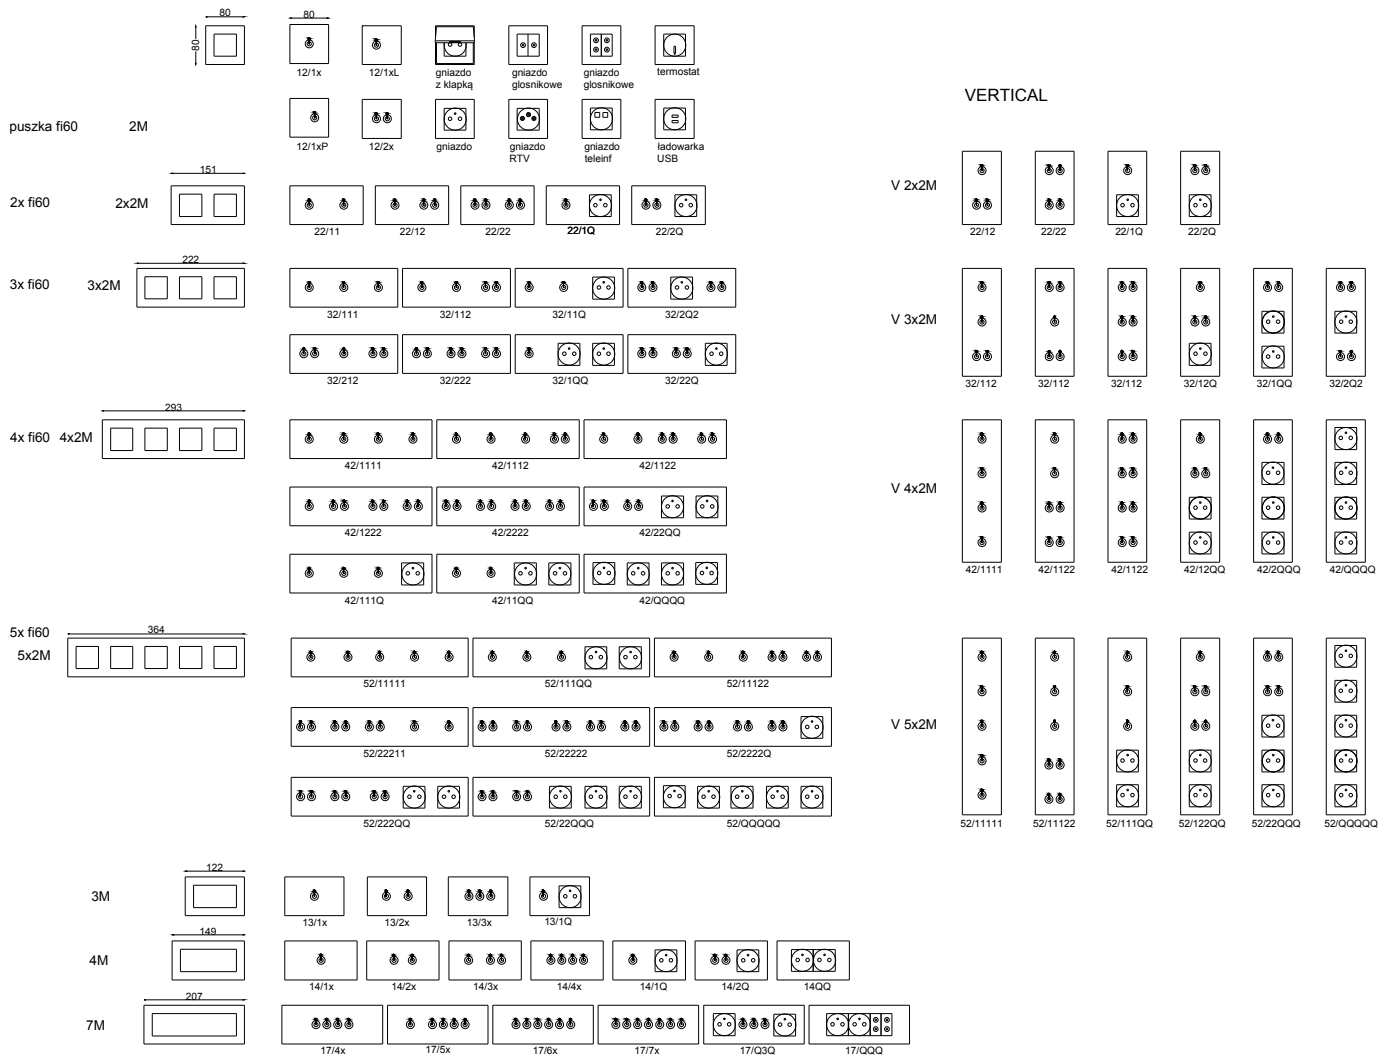 80
80
80
12/1x
12/1xL
gniazdo
z klapką
gniazdo
glosnikowe
gniazdo
glosnikowe
termostat
puszka fi60
2M
12/1xP
12/2x
gniazdo
gniazdo
RTV
gniazdo
teleinf
ładowarka
USB
2x fi60
2x2M
151
22/11
22/12
22/22
22/1Q
22/2Q
3x fi60
3x2M
222
32/111
32/112
32/11Q
32/2Q2
32/212
32/222
32/1QQ
32/22Q
4x fi60
4x2M
293
42/1111
42/1112
42/1122
42/1222
42/2222
42/22QQ
42/111Q
42/11QQ
42/QQQQ
5x fi60
5x2M
364
52/11111
52/111QQ
52/11122
52/22211
52/22222
52/2222Q
52/222QQ
52/22QQQ
52/QQQQQ
3M
122
13/1x
13/2x
13/3x
13/1Q
4M
149
14/1x
14/2x
14/3x
14/4x
14/1Q
14/2Q
14QQ
7M
207
17/4x
17/5x
17/6x
17/7x
17/Q3Q
17/QQQ
VERTICAL
V 2x2M
22/12
22/22
22/1Q
22/2Q
V 3x2M
32/112
32/112
32/112
32/12Q
32/1QQ
32/2Q2
V 4x2M
42/1111
42/1122
42/1122
42/12QQ
42/2QQQ
42/QQQQ
V 5x2M
52/11111
52/11122
52/111QQ
52/122QQ
52/22QQQ
52/QQQQQ